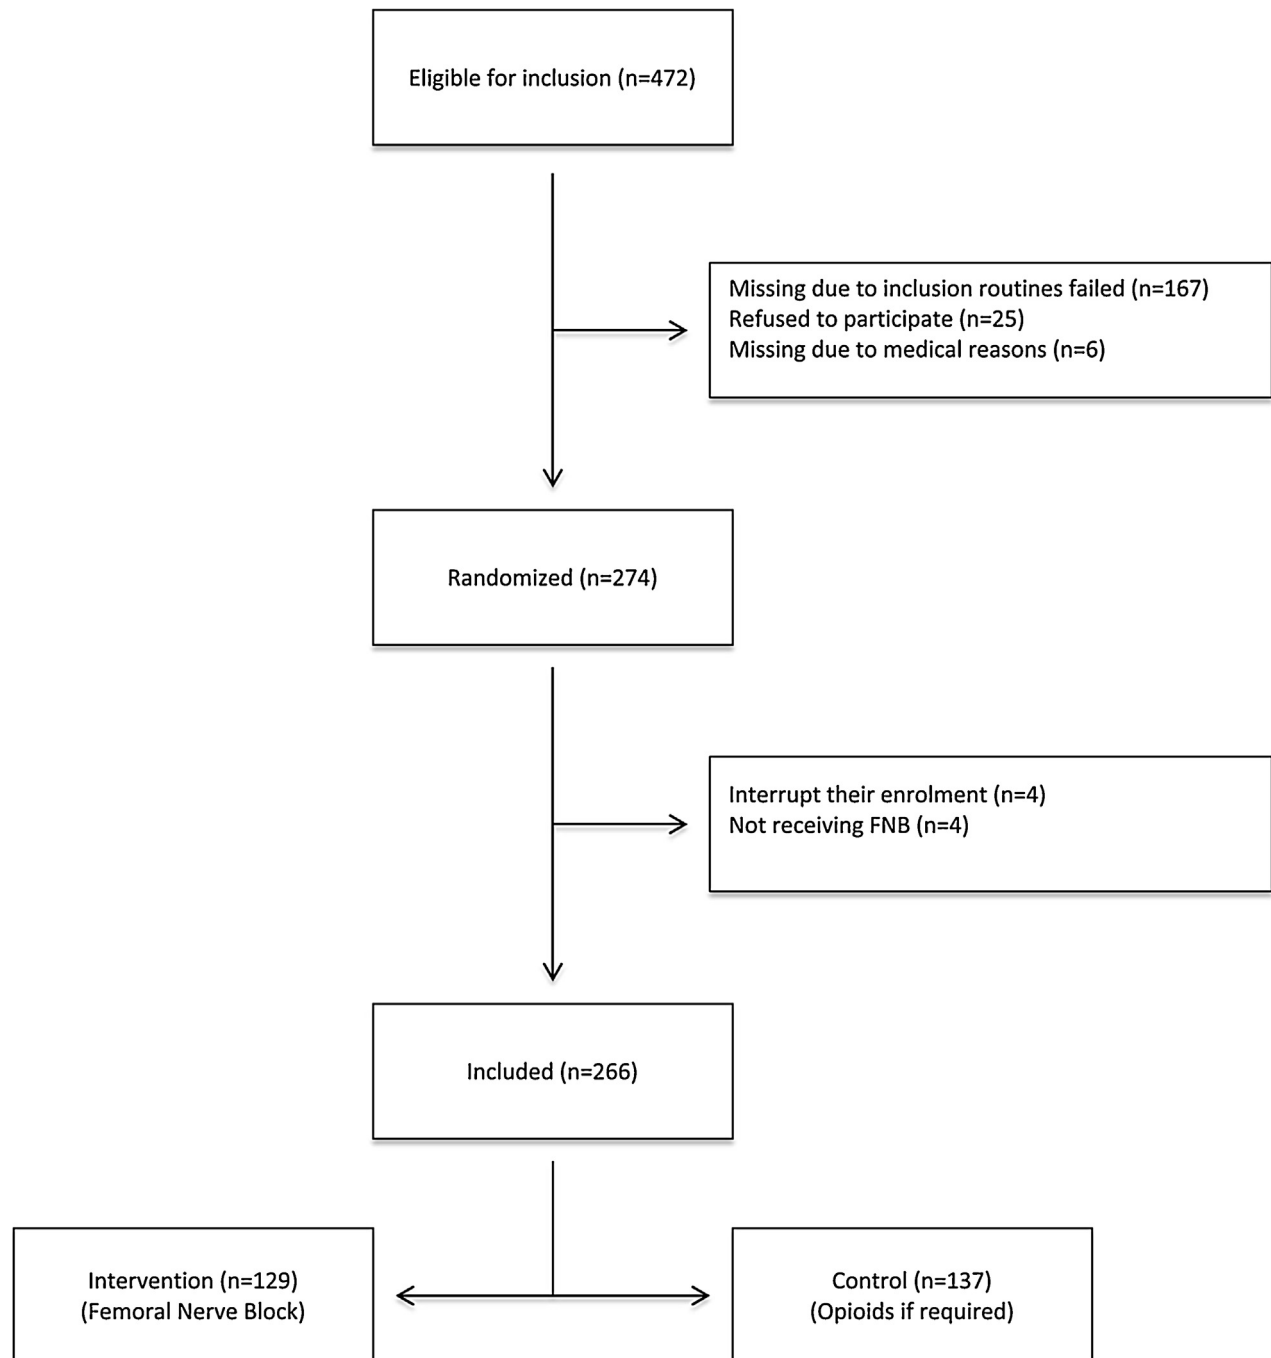 Eligible for inclusion (n=472)
Missing due to inclusion routines failed (n=167)
Refused to participate (n=25)
Missing due to medical reasons (n=6)
Randomized (n=274)
Interrupt their enrolment (n=4)
Not receiving FNB (n=4)
Included (n=266)
Intervention (n=129)
(Femoral Nerve Block)
Control (n=137)
(Opioids if required)